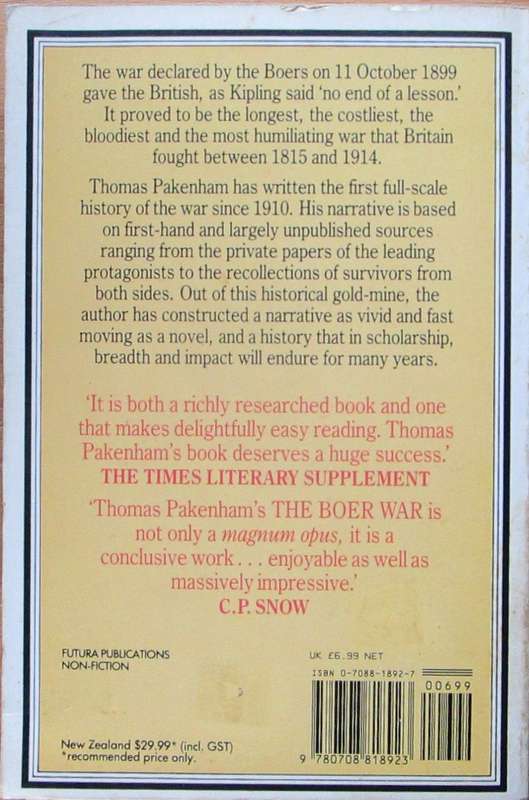 The war declared by the Boers on 11 October 1899
gave the British, as Kipling said 'no end of a lesson.'
It proved to be the longest, the costliest, the
bloodiest and the most humiliating war that Britain
fought between 1815 and 1914.
Thomas Pakenham has written the first full-scale
history of the war since 1910. His narrative is based
on first-hand and largely unpublished sources
ranging from the private papers of the leading
protagonists to the recollections of survivors from
both sides. Out of this historical gold-mine, the
author has constructed a narrative as vivid and fast
moving as a novel, and a history that in scholarship,
breadth and impact will endure for many years.
'It is both a richly researched book and one
that makes delightfully easy reading. Thomas
Pakenham's book deserves a huge success.'
THE TIMES LITERARY SUPPLEMENT
'Thomas Pakenham's THE BOER WAR is
not only a magnum opus, it is a
conclusive work . . . enjoyable as well as
massively impressive.'
C.P. SNOW
FUTURA PUBLICATIONS
NON-FICTION
New Zealand $29.99* (incl. GST)
*recommended price only.
UK £6.99 NET
ISBN 0-7088-1892-7
00699
9 780708 818923